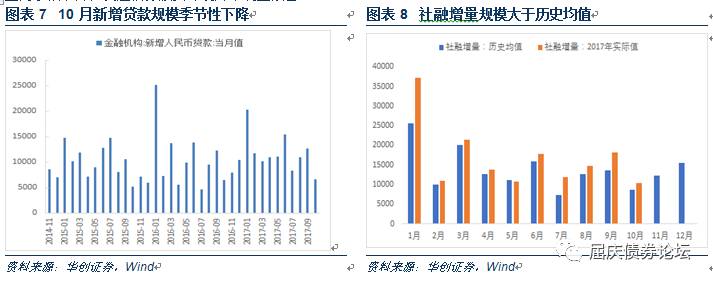 图表 7 10 月新增贷款规模季节性下降
金融机构:新增人民币贷款:当月值
30000
25000
20000
15000
10000
5000
0
2014-11
2015-01
2015-03
2015-05
2015-07
2015-09
2015-11
2016-01
2016-03
2016-05
2016-07
2016-09
2016-11
2017-01
2017-03
2017-05
2017-07
2017-09
资料来源：华创证券，Wind
图表 8 社融增量规模大于历史均值
社融增量：历史均值
社融增量：2017年实际值
40000
35000
30000
25000
20000
15000
10000
5000
0
1月
2月
3月
4月
5月
6月
7月
8月
9月
10月
11月
12月
屈庆债券论坛
资料来源：华创证券，Wind